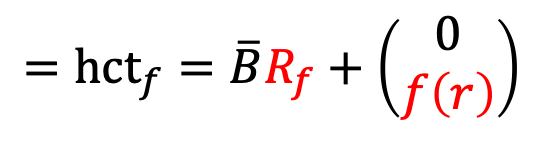 = hct_f = B̄R_f + (0
f(r))